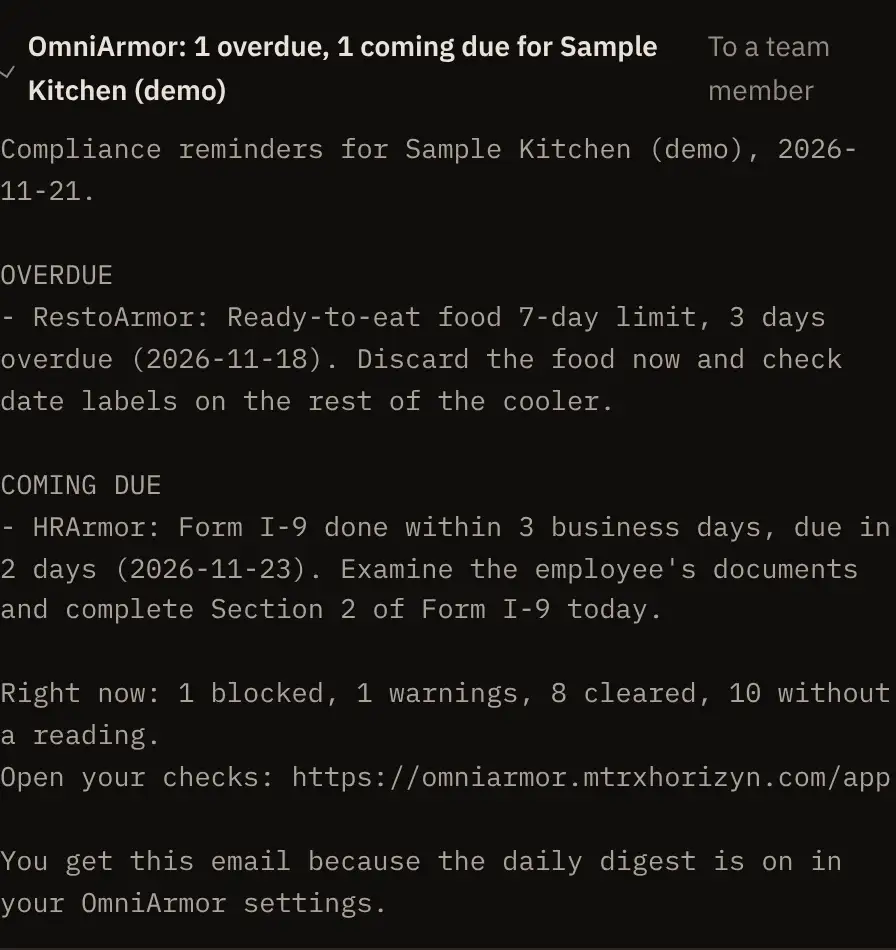 OmniArmor: 1 overdue, 1 coming due for Sample
Kitchen (demo)
To a team
member
Compliance reminders for Sample Kitchen (demo), 2026-
11-21.
OVERDUE
- RestoArmor: Ready-to-eat food 7-day limit, 3 days
overdue (2026-11-18). Discard the food now and check
date labels on the rest of the cooler.
COMING DUE
- HRArmor: Form I-9 done within 3 business days, due in
2 days (2026-11-23). Examine the employee's documents
and complete Section 2 of Form I-9 today.
Right now: 1 blocked, 1 warnings, 8 cleared, 10 without
a reading.
Open your checks: https://omniarmor.mtrxhorizyn.com/app
You get this email because the daily digest is on in
your OmniArmor settings.